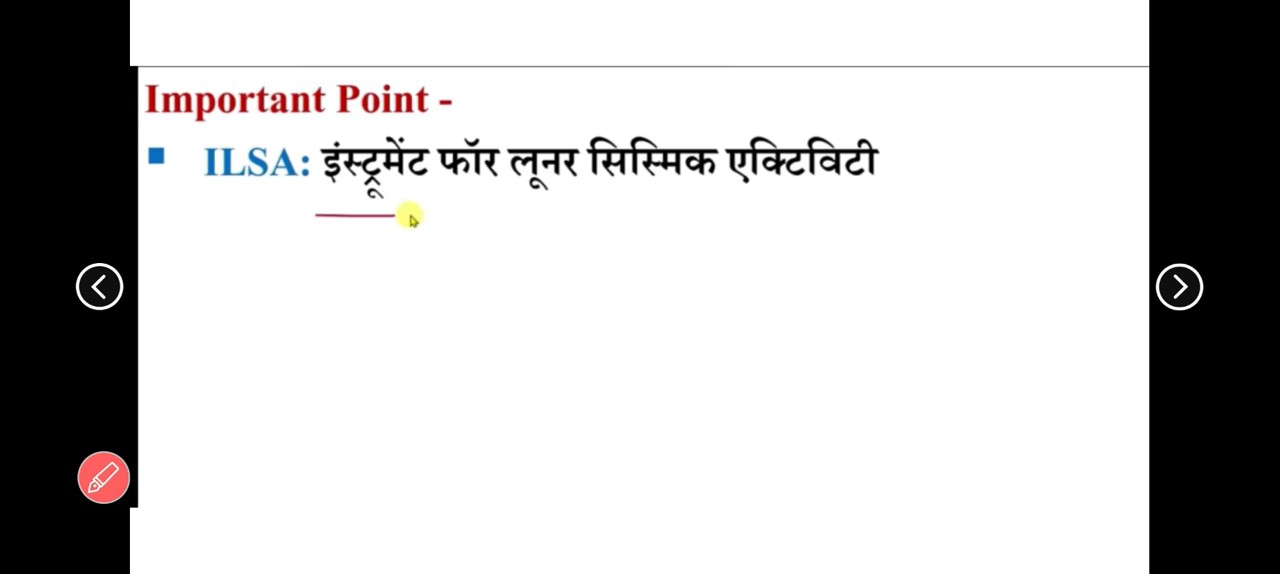 Important Point -
▪ ILSA: इंस्ट्रूमेंट फॉर लूनर सिस्मिक एक्टिविटी